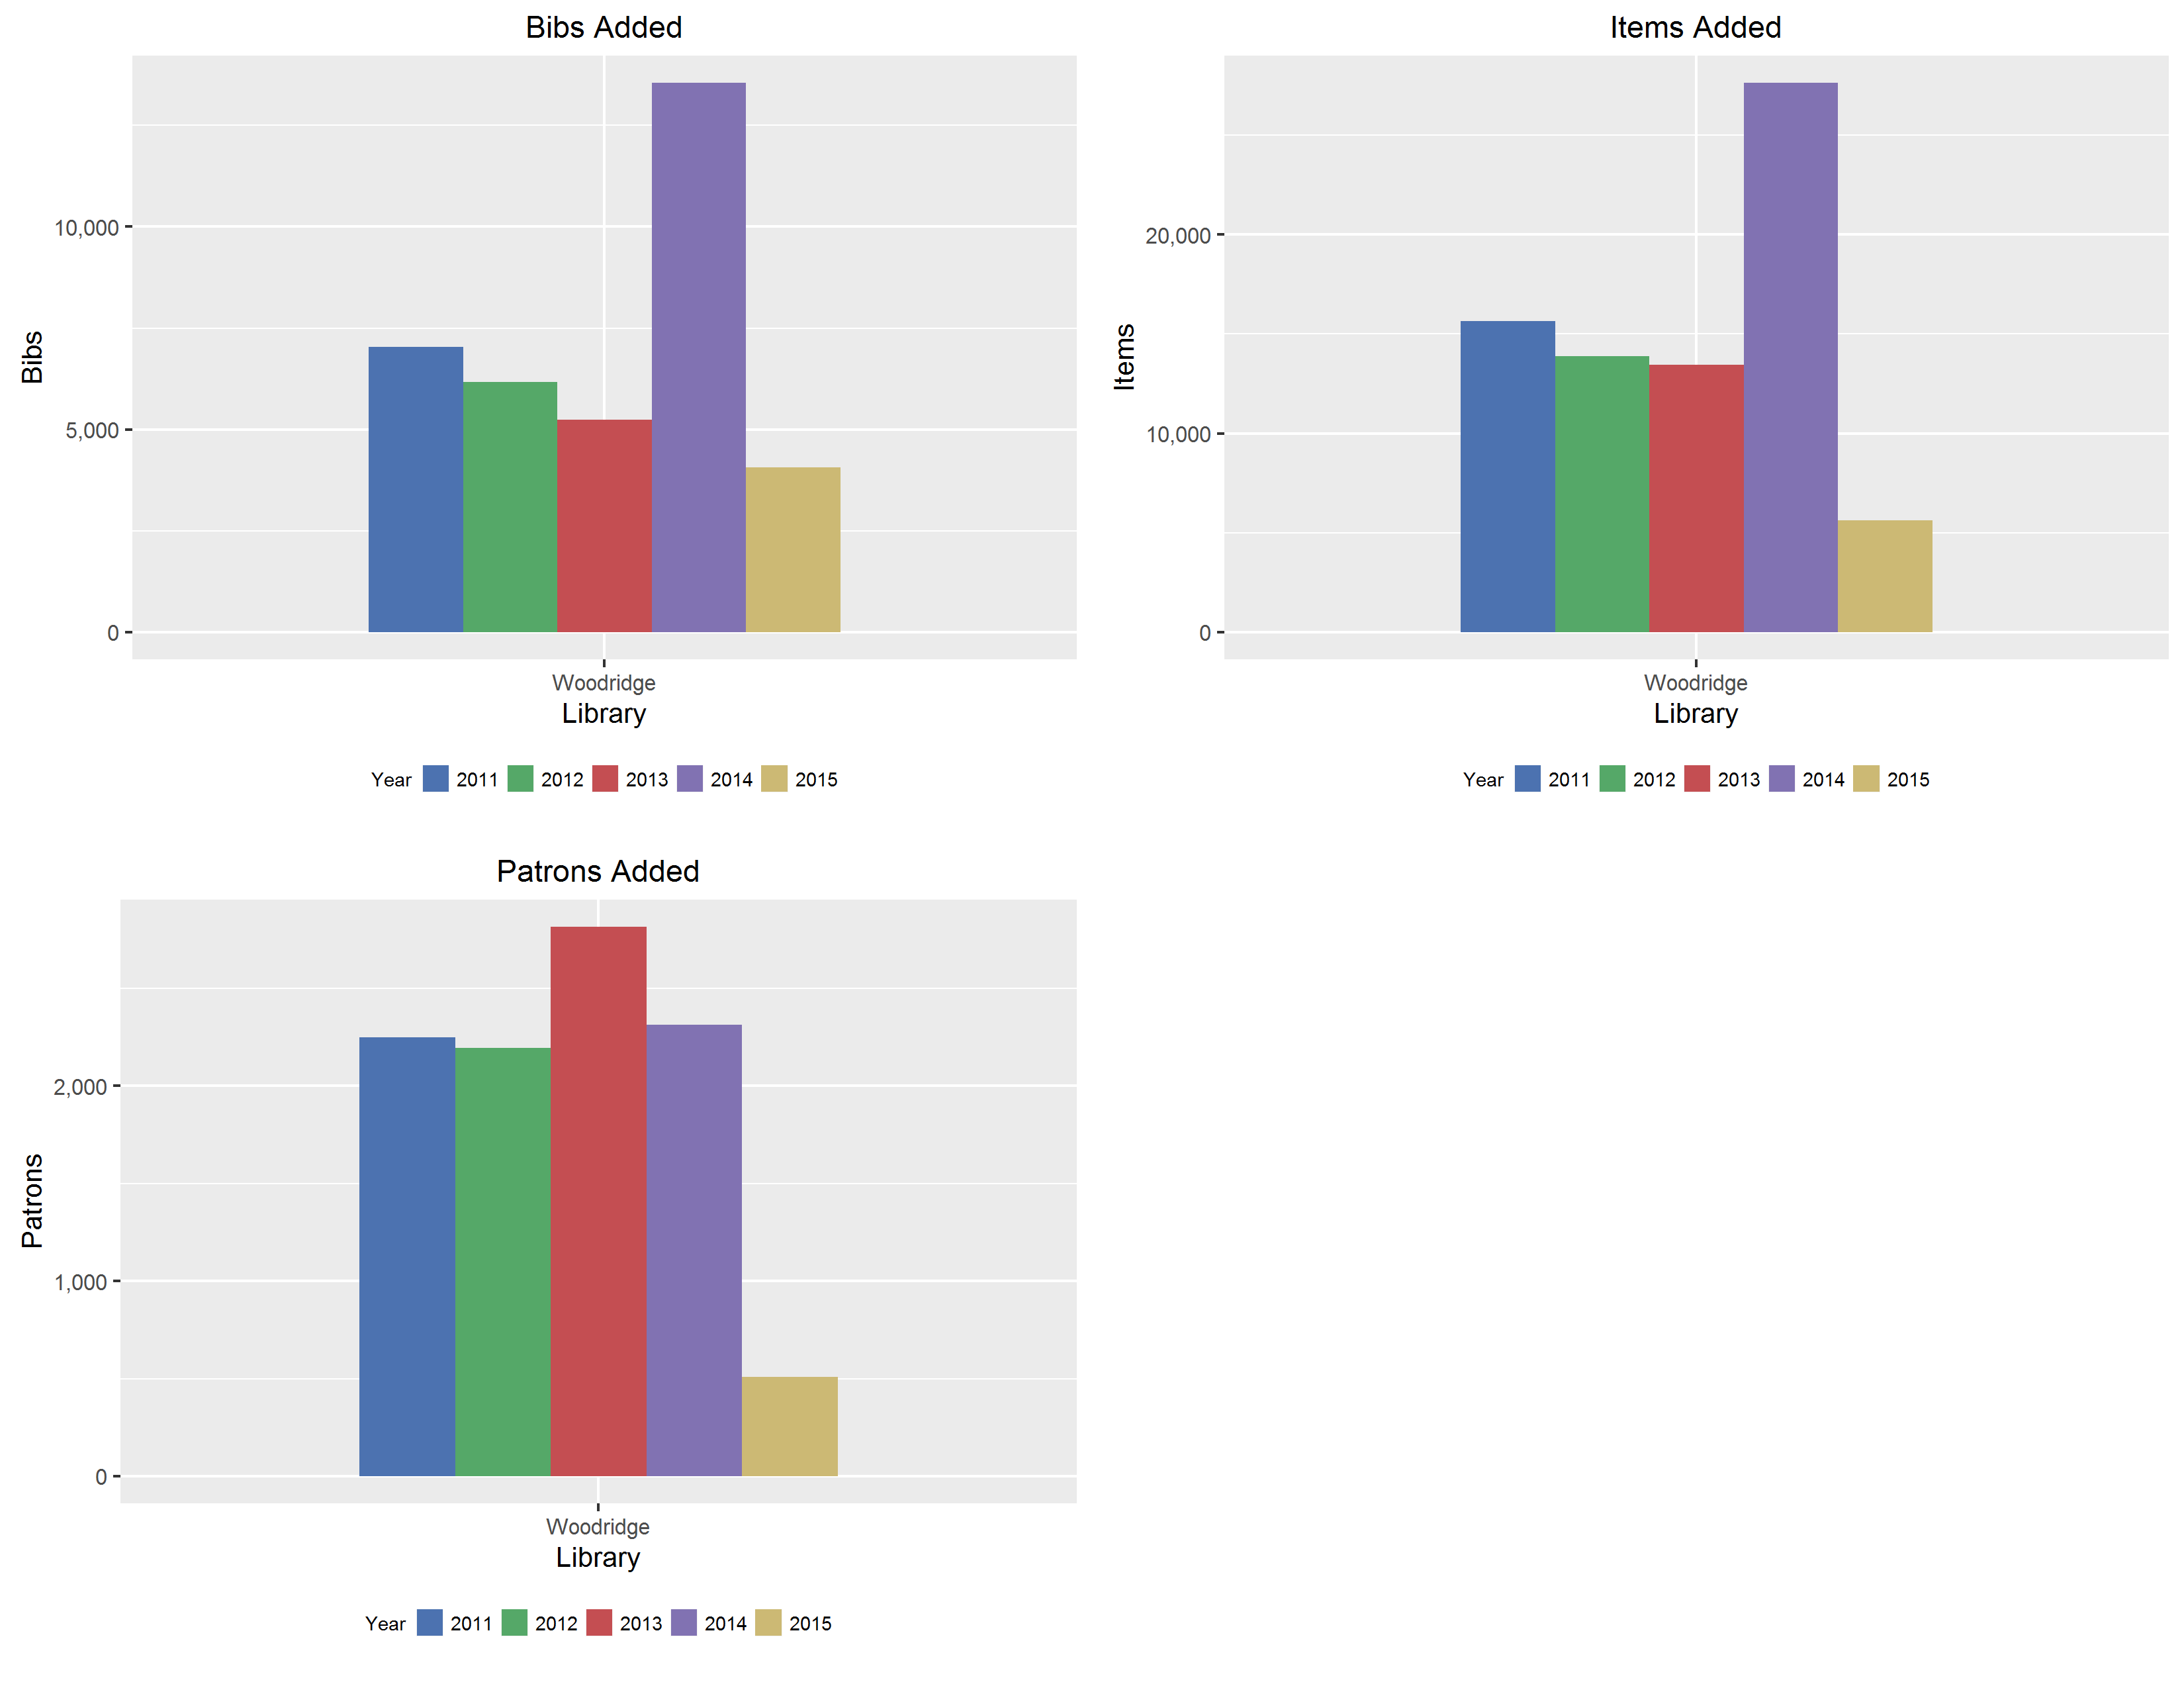 Bibs Added
Bibs
10,000
5,000
0
Woodridge
Library
Year 2011 2012 2013 2014 2015
Items Added
Items
20,000
10,000
0
Woodridge
Library
Year 2011 2012 2013 2014 2015
Patrons Added
Patrons
2,000
1,000
0
Woodridge
Library
Year 2011 2012 2013 2014 2015